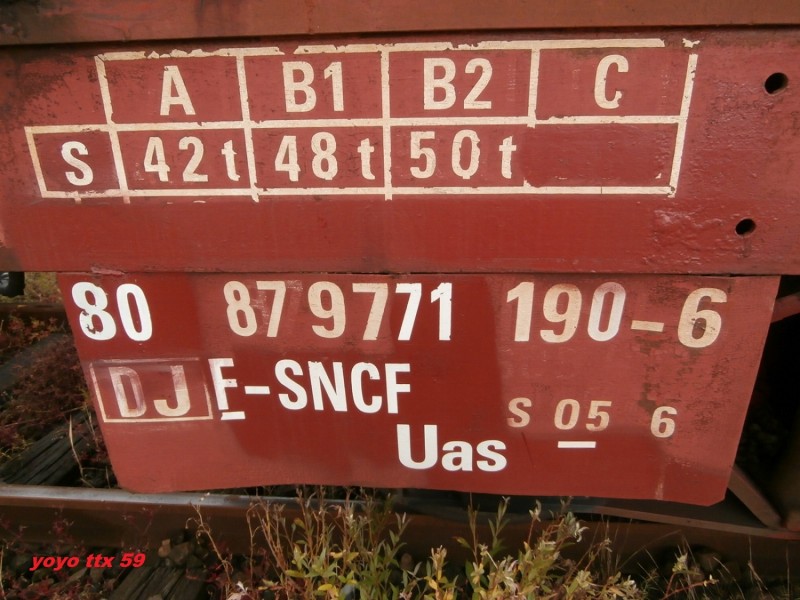 A B1 B2 C
S 42t 48t 50t
80 87 9771 190-6
DJ F-SNCF
S 05 6
Uas
yoyo ttx 59